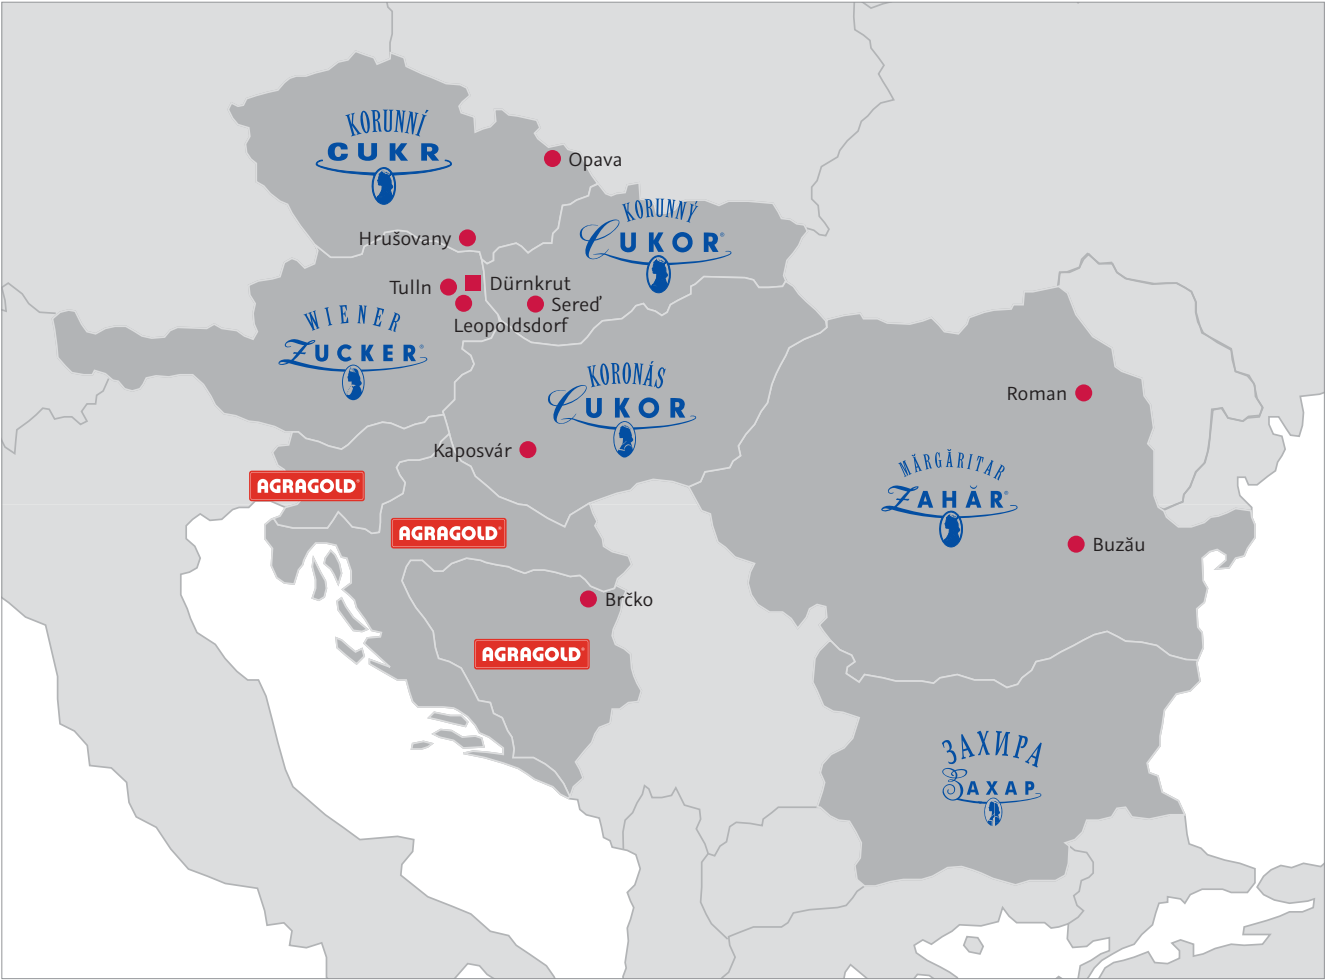 KORUNNÍ
CUKR
Opava
KORUNNÝ
CUKOR®
Hrušovany
Tulln
Dürnkrut
Sereď
Leopoldsdorf
WIENER
ZUCKER®
KORONÁS
CUKOR®
Roman
Kaposvár
MĂRGĂRITAR
ZAHĂR®
AGRAGOLD®
AGRAGOLD®
Buzău
Brčko
AGRAGOLD®
ЗАХИРА
ЗАХАР